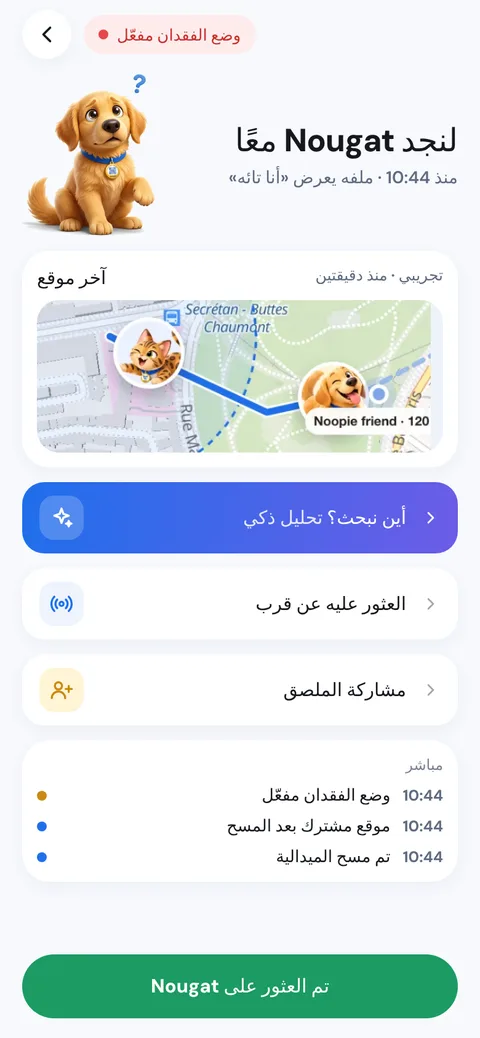 وضع الفقدان مفعّل
?
لنجد Nougat معًا
منذ 10:44 · ملفه يعرض «أنا تائه»
آخر موقع
تجريبي · منذ دقيقتين
Secrétan - Buttes
Chaumont
Rue Ma
Noopie friend · 120
أين نبحث؟ تحليل ذكي
العثور عليه عن قرب
مشاركة الملصق
مباشر
10:44 وضع الفقدان مفعّل
10:44 موقع مشترك بعد المسح
10:44 تم مسح الميدالية
تم العثور على Nougat